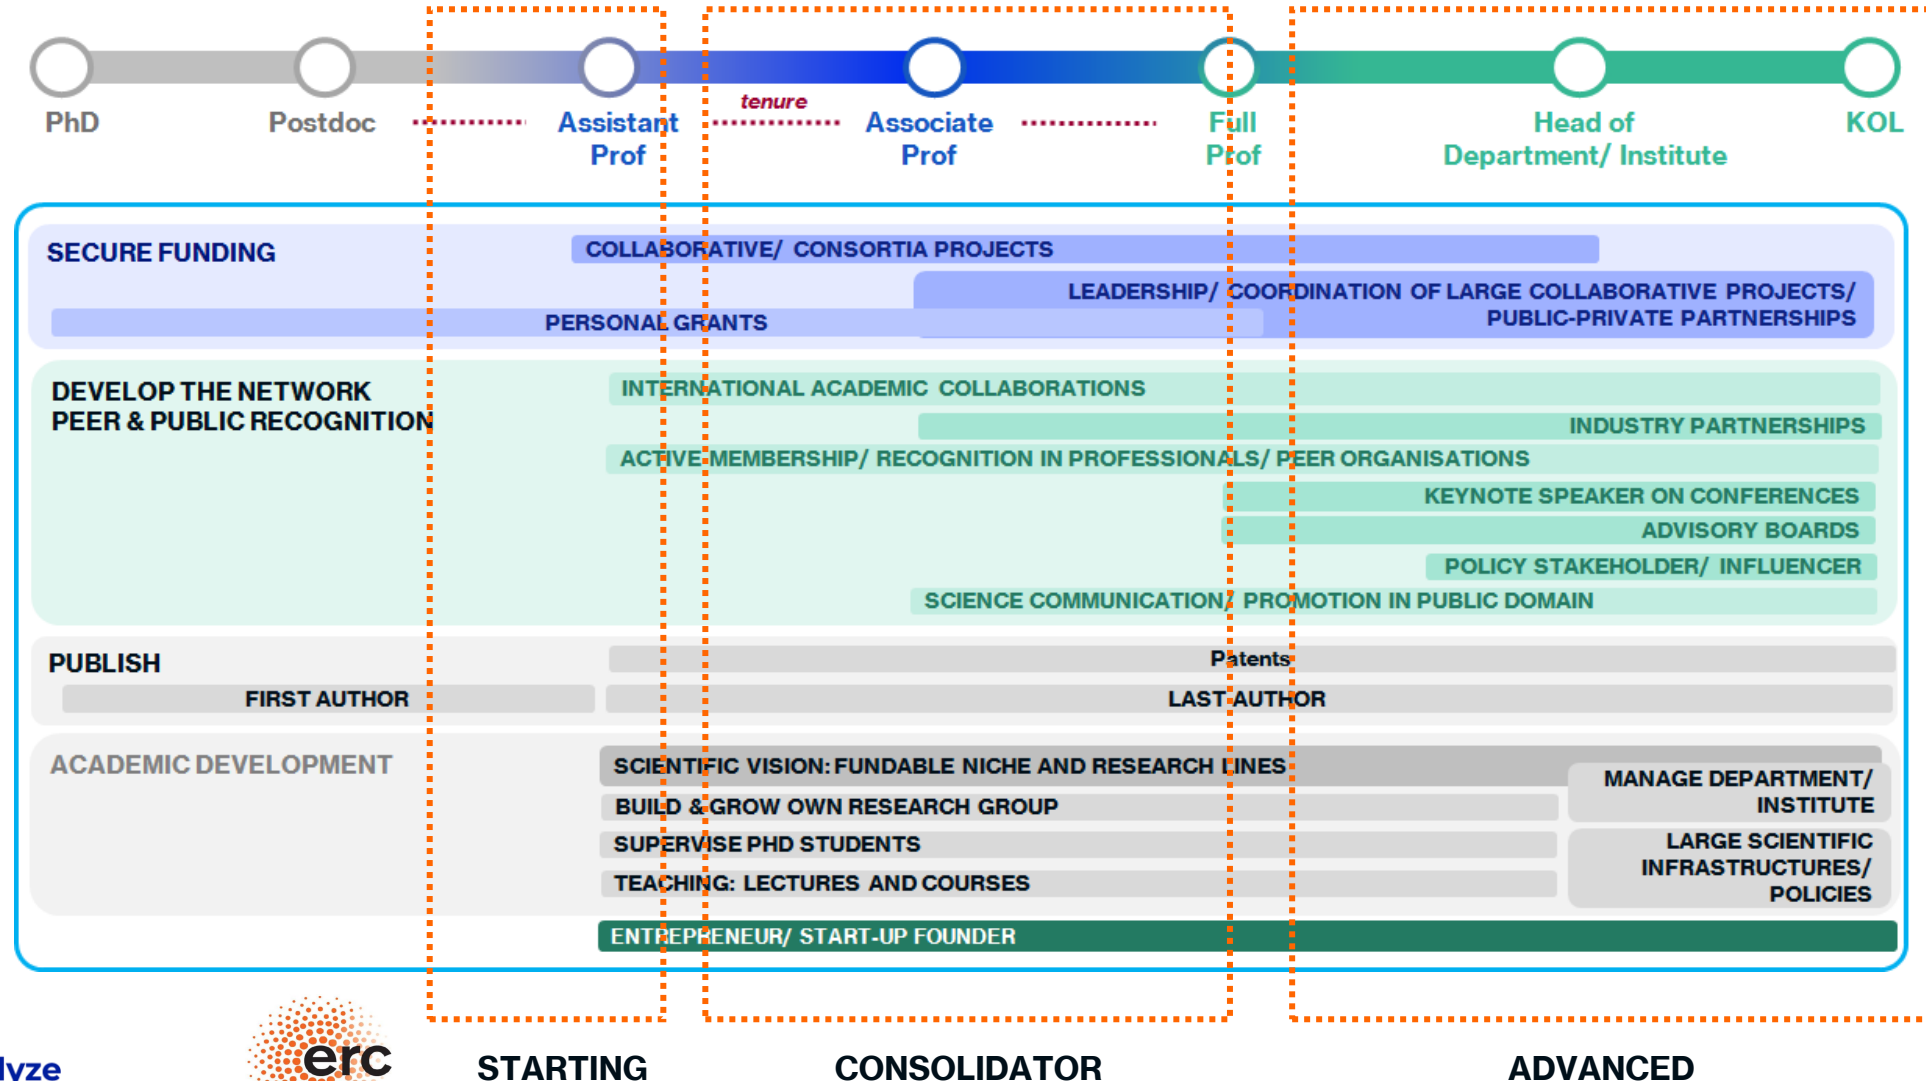 tenure
PhD
Postdoc
Assistant
Prof
Associate
Prof
Full
Prof
Head of
Department/ Institute
KOL
SECURE FUNDING
COLLABORATIVE/ CONSORTIA PROJECTS
LEADERSHIP/ COORDINATION OF LARGE COLLABORATIVE PROJECTS/
PUBLIC-PRIVATE PARTNERSHIPS
PERSONAL GRANTS
DEVELOP THE NETWORK
PEER & PUBLIC RECOGNITION
INTERNATIONAL ACADEMIC COLLABORATIONS
INDUSTRY PARTNERSHIPS
ACTIVE MEMBERSHIP/ RECOGNITION IN PROFESSIONALS/ PEER ORGANISATIONS
KEYNOTE SPEAKER ON CONFERENCES
ADVISORY BOARDS
POLICY STAKEHOLDER/ INFLUENCER
SCIENCE COMMUNICATION/ PROMOTION IN PUBLIC DOMAIN
PUBLISH
Patents
FIRST AUTHOR
LAST AUTHOR
ACADEMIC DEVELOPMENT
SCIENTIFIC VISION: FUNDABLE NICHE AND RESEARCH LINES
MANAGE DEPARTMENT/
INSTITUTE
BUILD & GROW OWN RESEARCH GROUP
SUPERVISE PHD STUDENTS
LARGE SCIENTIFIC
INFRASTRUCTURES/
POLICIES
TEACHING: LECTURES AND COURSES
ENTREPRENEUR/ START-UP FOUNDER
lyze
erc
STARTING
CONSOLIDATOR
ADVANCED